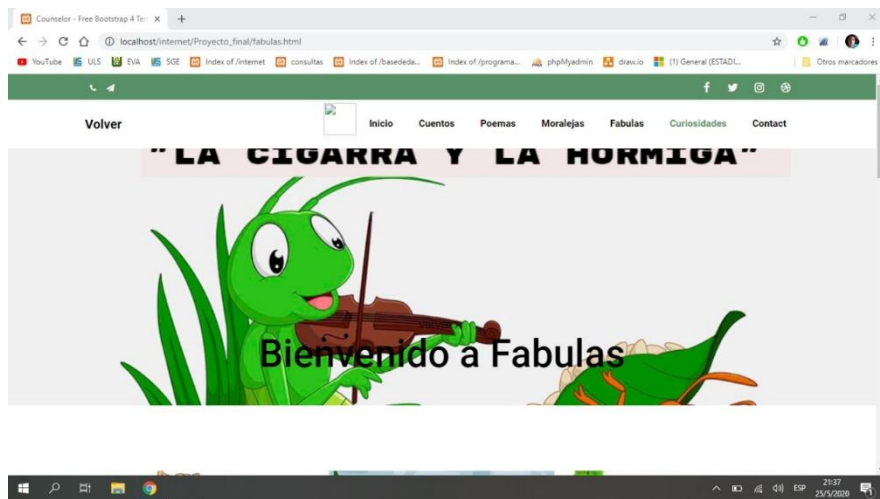 Counselor - Free Bootstrap 4 Ter
localhost/internet/Proyecto_final/fabulas.html
YouTube ULS EVA SGE Index of /internet consultas Index of /basededa... Index of /programa... phpMyadmin draw.io (1) General (ESTADI... Otros marcadores
Volver Inicio Cuentos Poemas Moralejas Fabulas Curiosidades Contact
"LA CIGARRA Y LA HORMIGA"
Bienvenido a Fabulas
ESP 21:37
25/5/2020